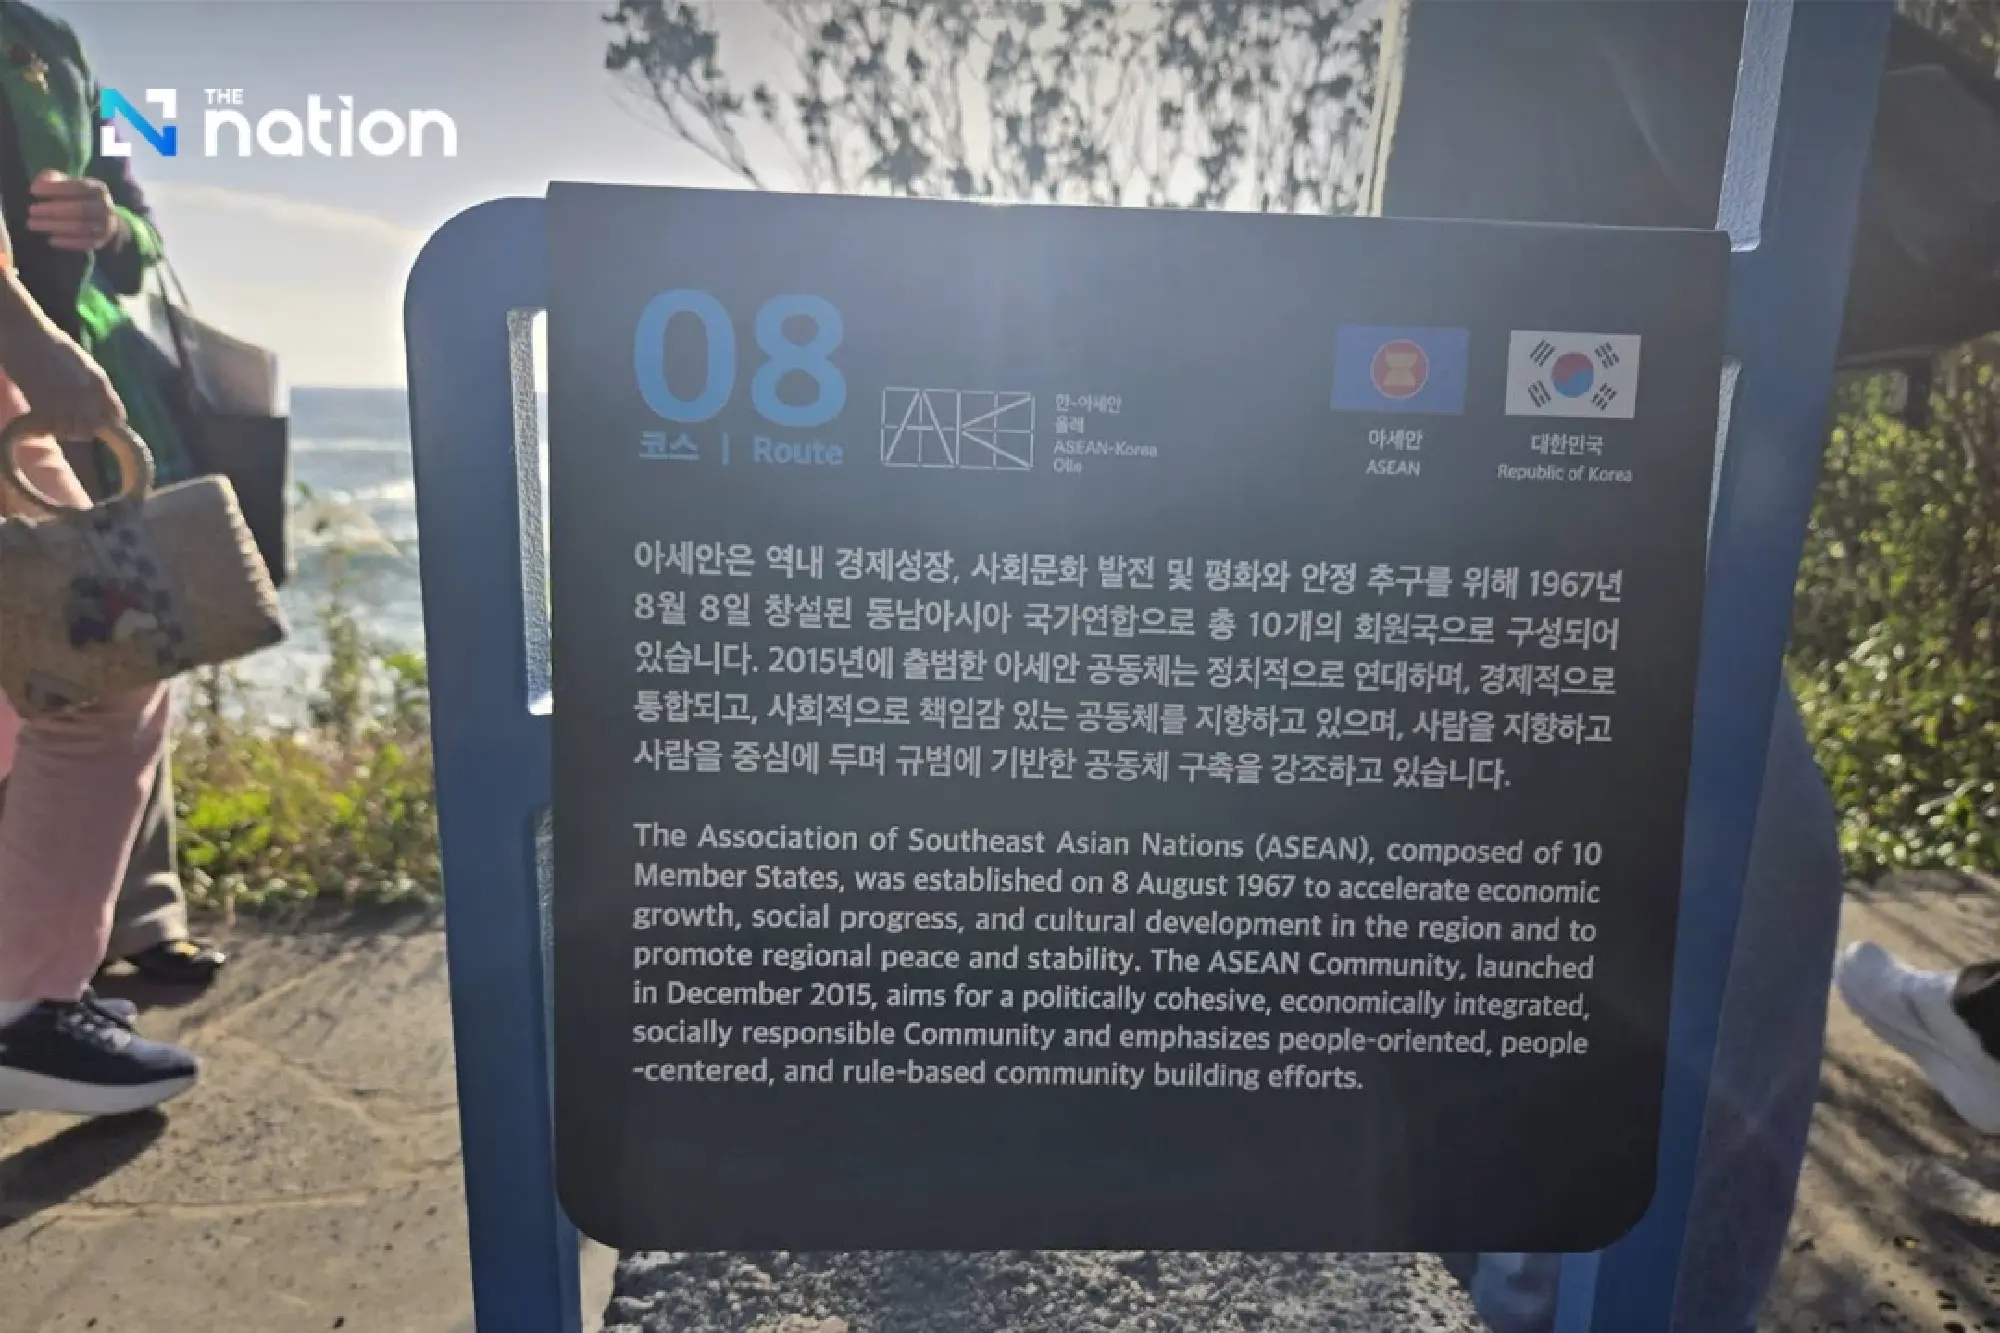 THE
nation
08
코스 | Route
AK
한-아세안
올레
ASEAN-Korea
Olle
아세안
ASEAN
대한민국
Republic of Korea
아세안은 역내 경제성장, 사회문화 발전 및 평화와 안정 추구를 위해 1967년
8월 8일 창설된 동남아시아 국가연합으로 총 10개의 회원국으로 구성되어
있습니다. 2015년에 출범한 아세안 공동체는 정치적으로 연대하며, 경제적으로
통합되고, 사회적으로 책임감 있는 공동체를 지향하고 있으며, 사람을 지향하고
사람을 중심에 두며 규범에 기반한 공동체 구축을 강조하고 있습니다.
The Association of Southeast Asian Nations (ASEAN), composed of 10
Member States, was established on 8 August 1967 to accelerate economic
growth, social progress, and cultural development in the region and to
promote regional peace and stability. The ASEAN Community, launched
in December 2015, aims for a politically cohesive, economically integrated,
socially responsible Community and emphasizes people-oriented, people
-centered, and rule-based community building efforts.